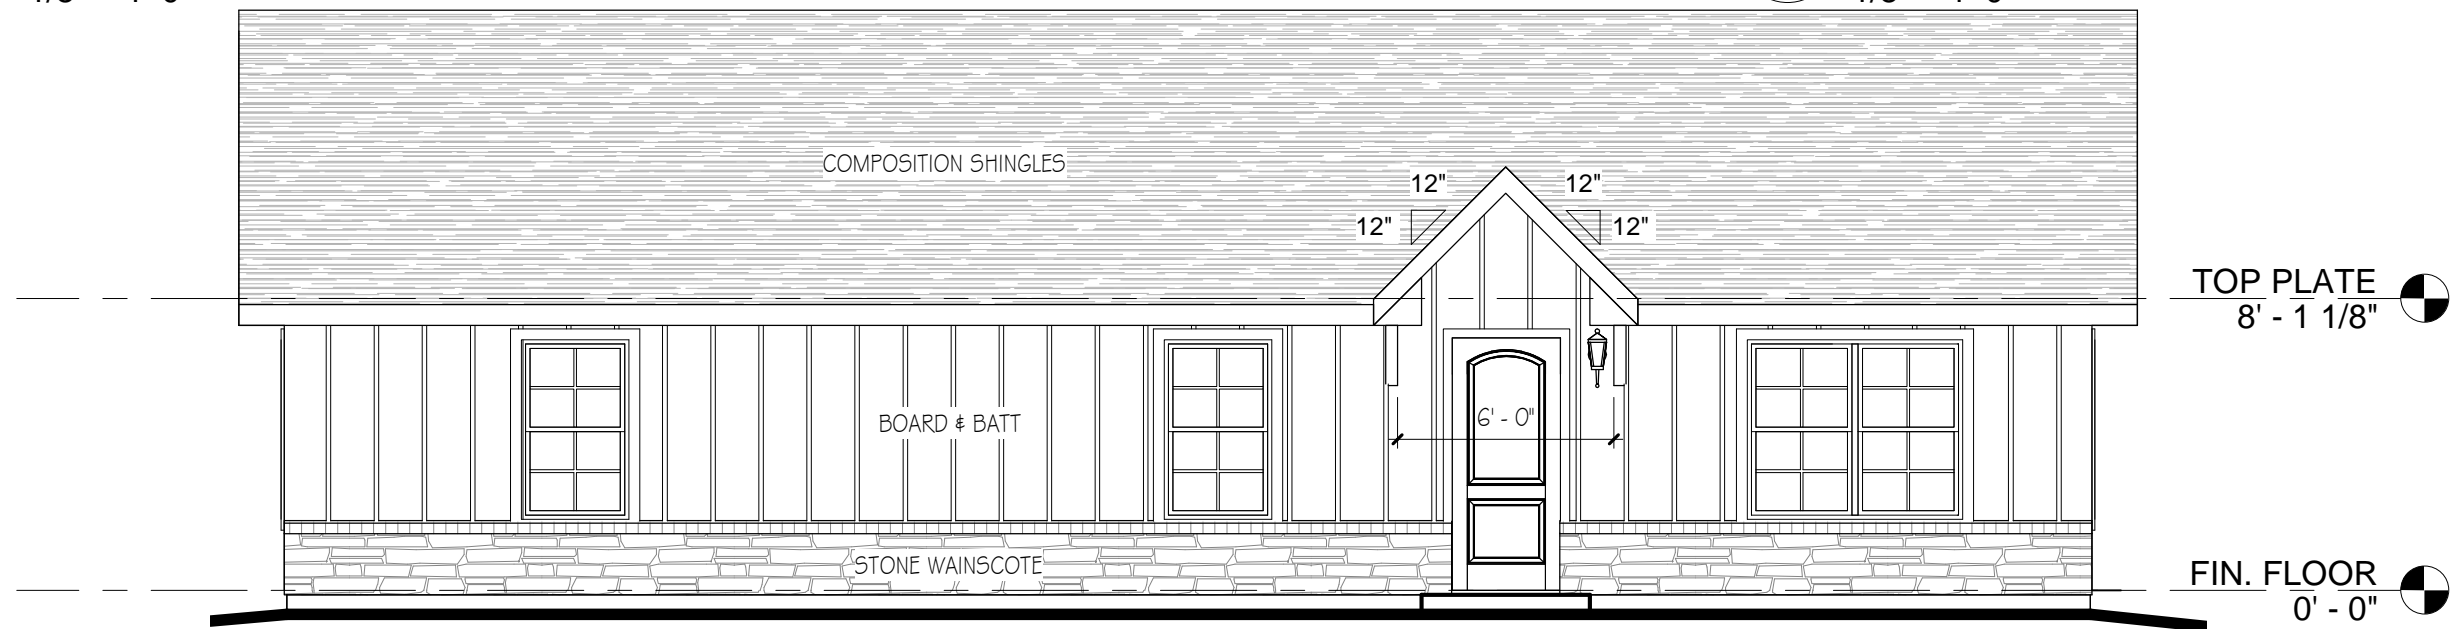 COMPOSITION SHINGLES
12" 12"
12" 12"
TOP PLATE
8' - 1 1/8"
BOARD & BATT
6' - 0"
STONE WAINSCOTE
FIN. FLOOR
0' - 0"